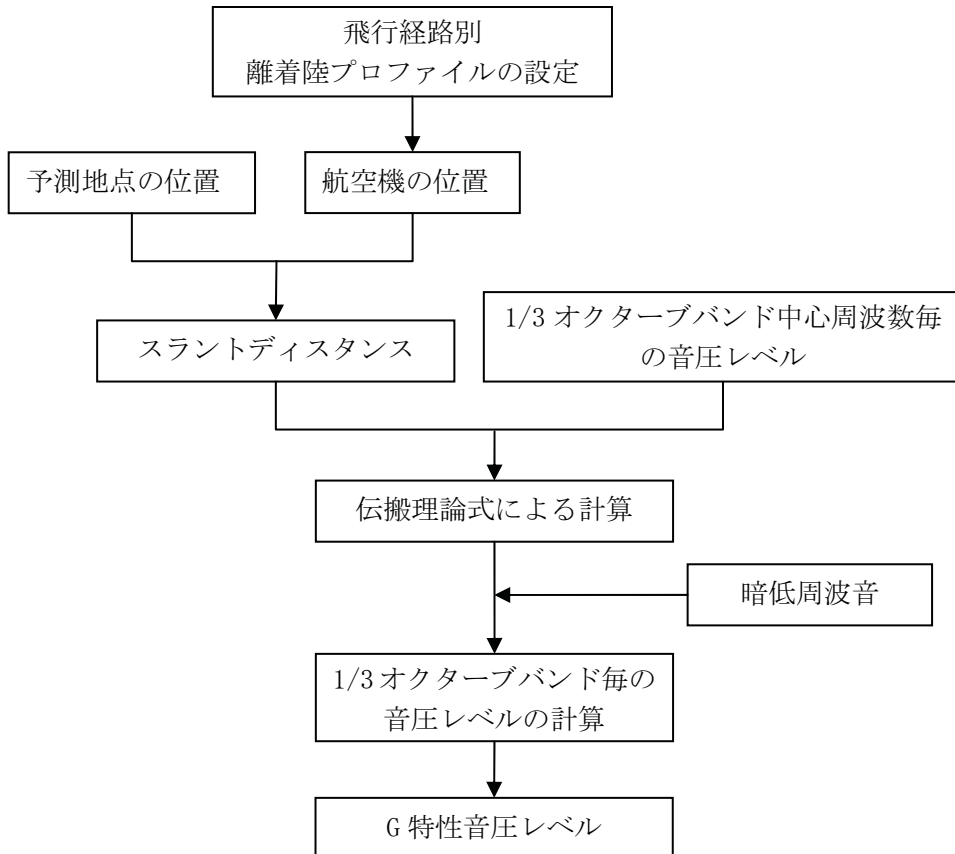 飛行経路別
離着陸プロファイルの設定
予測地点の位置
航空機の位置
スラントディスタンス
1/3 オクターブバンド中心周波数毎
の音圧レベル
伝搬理論式による計算
暗低周波音
1/3 オクターブバンド毎の
音圧レベルの計算
G 特性音圧レベル